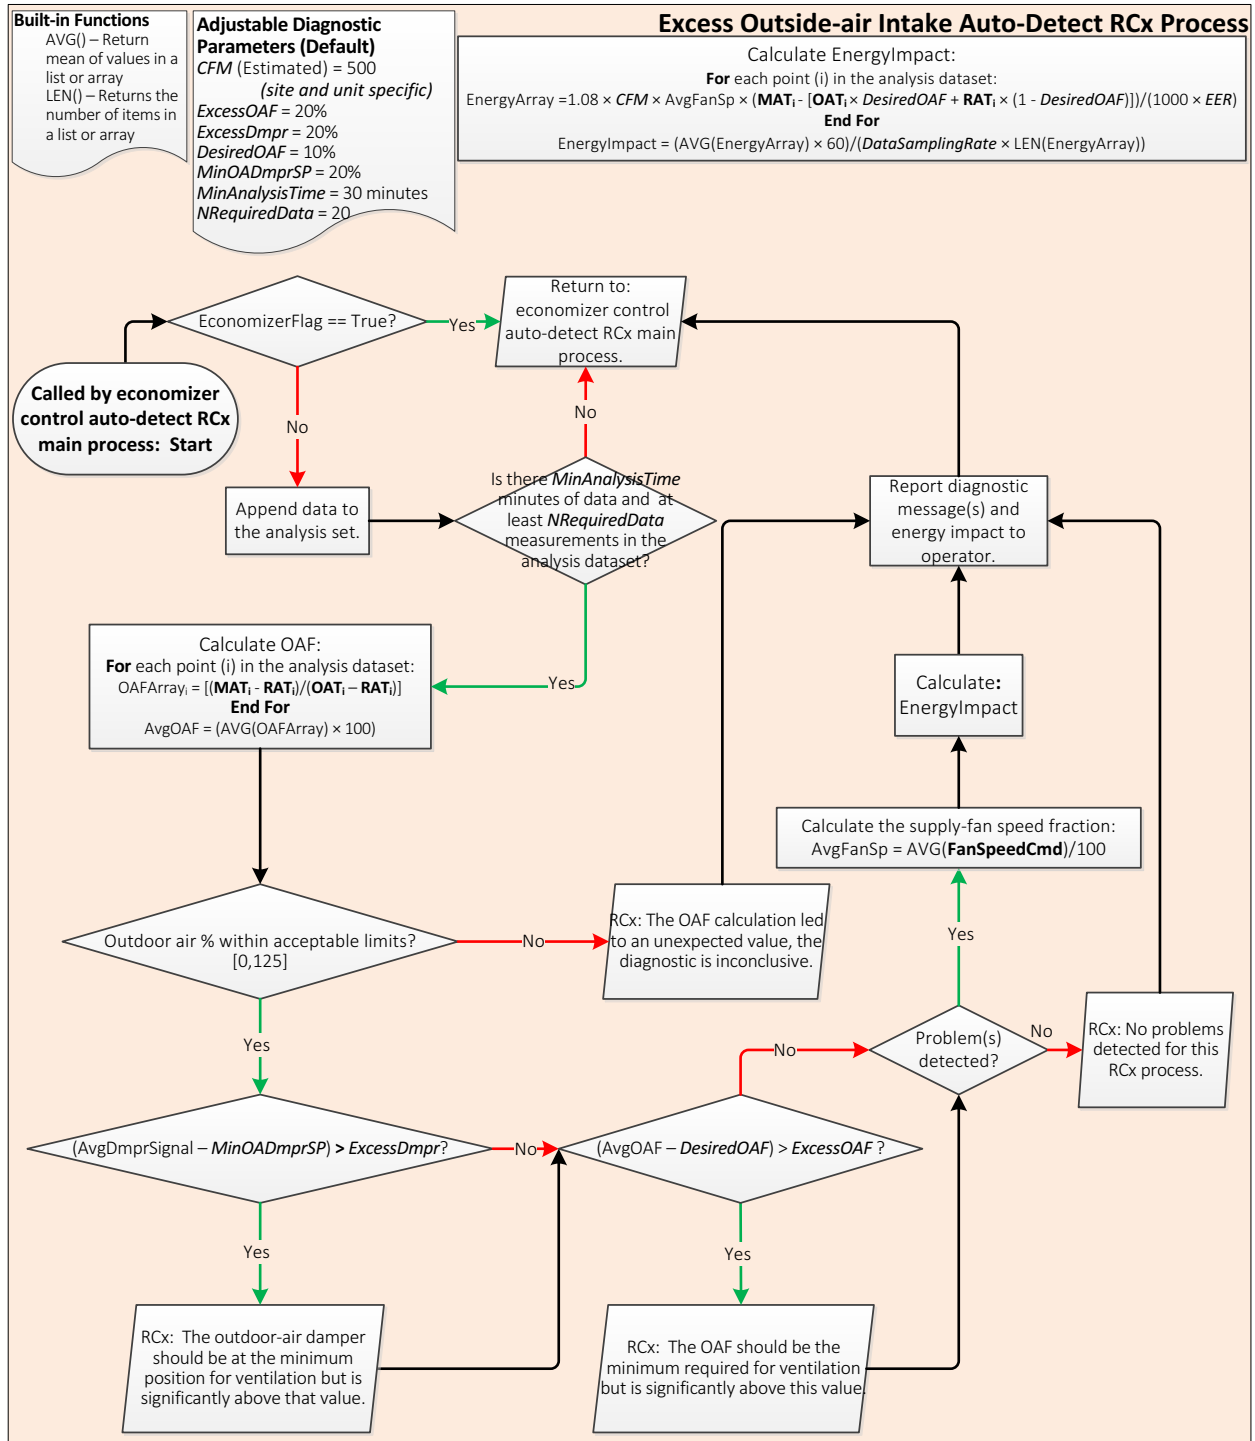 Excess Outside-air Intake Auto-Detect RCx Process
Built-in Functions
AVG() – Return
mean of values in a
list or array
LEN() – Returns the
number of items in
a list or array
Adjustable Diagnostic
Parameters (Default)
CFM (Estimated) = 500
(site and unit specific)
ExcessOAF = 20%
ExcessDmpr = 20%
DesiredOAF = 10%
MinOADmprSP = 20%
MinAnalysisTime = 30 minutes
NRequiredData = 20
Calculate EnergyImpact:
For each point (i) in the analysis dataset:
EnergyArray =1.08 × CFM × AvgFanSp × (MATᵢ - [OATᵢ × DesiredOAF + RATᵢ × (1 - DesiredOAF)])/(1000 × EER)
End For
EnergyImpact = (AVG(EnergyArray) × 60)/(DataSamplingRate × LEN(EnergyArray))
EconomizerFlag == True?
Yes
Return to:
economizer control
auto-detect RCx main
process.
Called by economizer
control auto-detect RCx
main process:  Start
No
No
Append data to
the analysis set.
Is there MinAnalysisTime
minutes of data and  at
least NRequiredData
measurements in the
analysis dataset?
Report diagnostic
message(s) and
energy impact to
operator.
Yes
Calculate OAF:
For each point (i) in the analysis dataset:
OAFArrayᵢ = [(MATᵢ - RATᵢ)/(OATᵢ – RATᵢ)]
End For
AvgOAF = (AVG(OAFArray) × 100)
Calculate:
EnergyImpact
Calculate the supply-fan speed fraction:
AvgFanSp = AVG(FanSpeedCmd)/100
Outdoor air % within acceptable limits?
[0,125]
No
RCx: The OAF calculation led
to an unexpected value, the
diagnostic is inconclusive.
Yes
Yes
Problem(s)
detected?
No
RCx: No problems
detected for this
RCx process.
No
(AvgDmprSignal – MinOADmprSP) > ExcessDmpr?
No
(AvgOAF – DesiredOAF) > ExcessOAF ?
Yes
Yes
RCx:  The outdoor-air damper
should be at the minimum
position for ventilation but is
significantly above that value.
RCx:  The OAF should be the
minimum required for ventilation
but is significantly above this value.